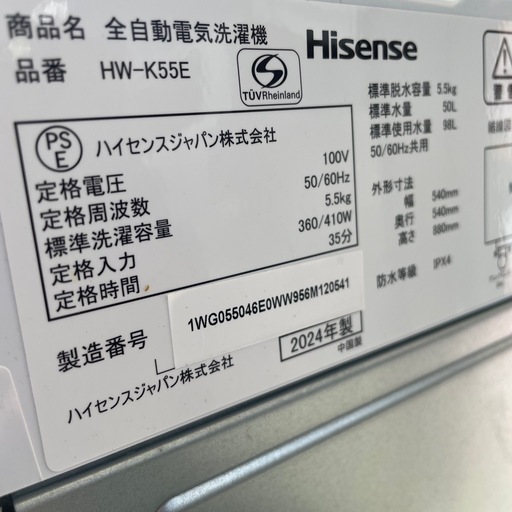 商品名 全自動電気洗濯機
品番 HW-K55E
S
TÜVRheinland
Hisense
PS
E
ハイセンスジャパン株式会社
定格電圧 100V
定格周波数 50/60Hz
標準洗濯容量 5.5kg
定格入力 360/410W
定格時間 35分
製造番号 1WG055046E0WW956M120541
2024年製
中国製
ハイセンスジャパン株式会社
標準脱水容量 5.5kg
標準水量 50L
標準使用水量 98L
50/60Hz共用
外形寸法
幅 540mm
奥行 540mm
高さ 880mm
防水等級 IPX4